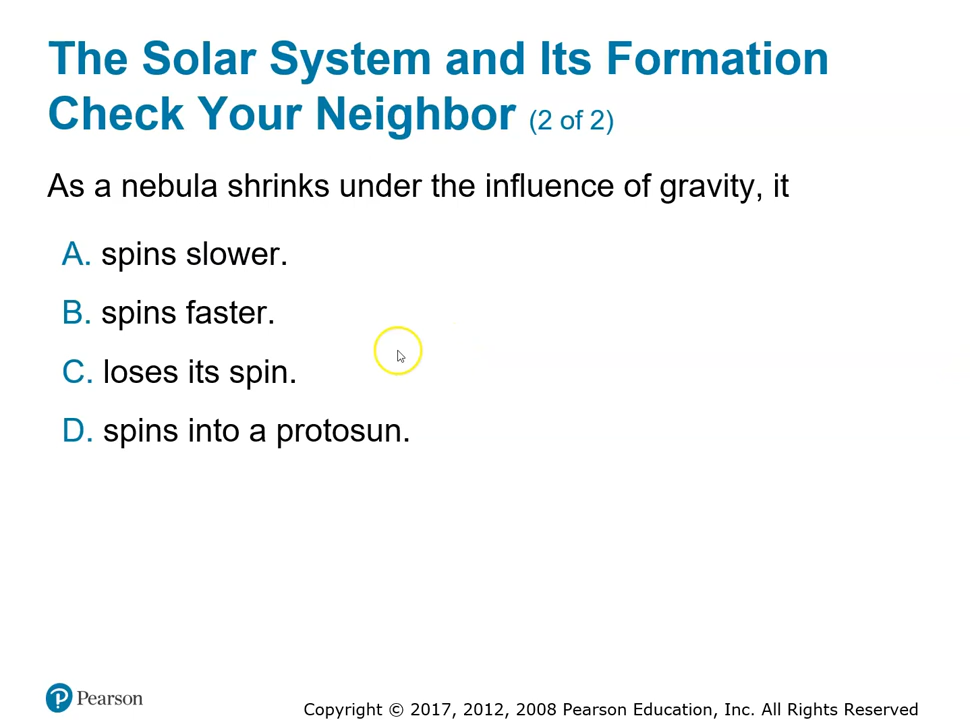 The Solar System and Its Formation
Check Your Neighbor (2 of 2)
As a nebula shrinks under the influence of gravity, it
A. spins slower.
B. spins faster.
C. loses its spin.
D. spins into a protosun.
Pearson
Copyright © 2017, 2012, 2008 Pearson Education, Inc. All Rights Reserved